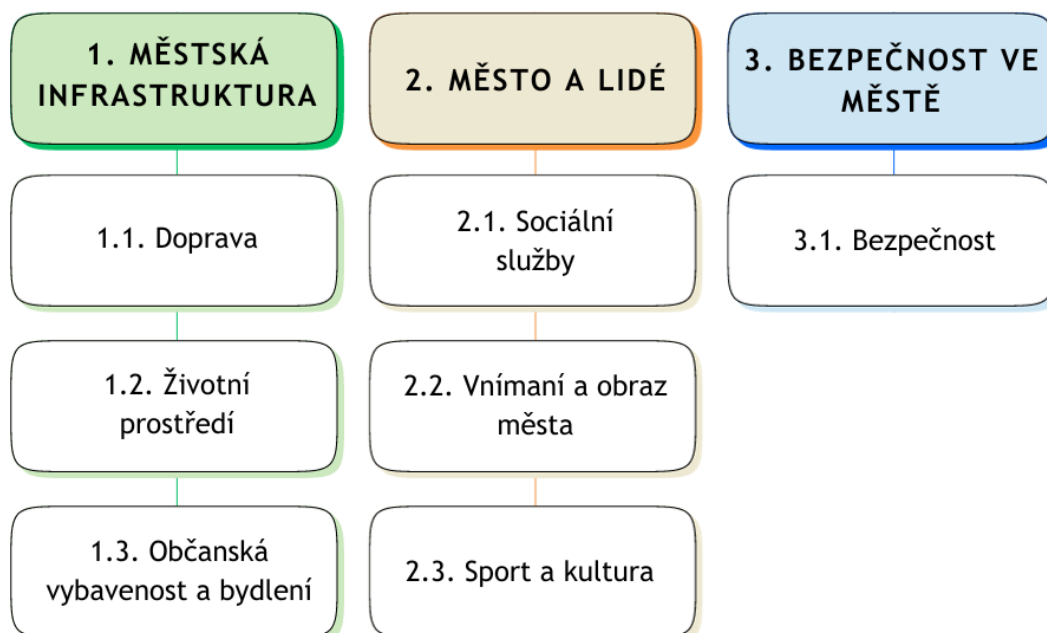 1. MĚSTSKÁ
INFRASTRUKTURA
1.1. Doprava
1.2. Životní
prostředí
1.3. Občanská
vybavenost a bydlení
2. MĚSTO A LIDÉ
2.1. Sociální
služby
2.2. Vnímaní a obraz
města
2.3. Sport a kultura
3. BEZPEČNOST VE
MĚSTĚ
3.1. Bezpečnost